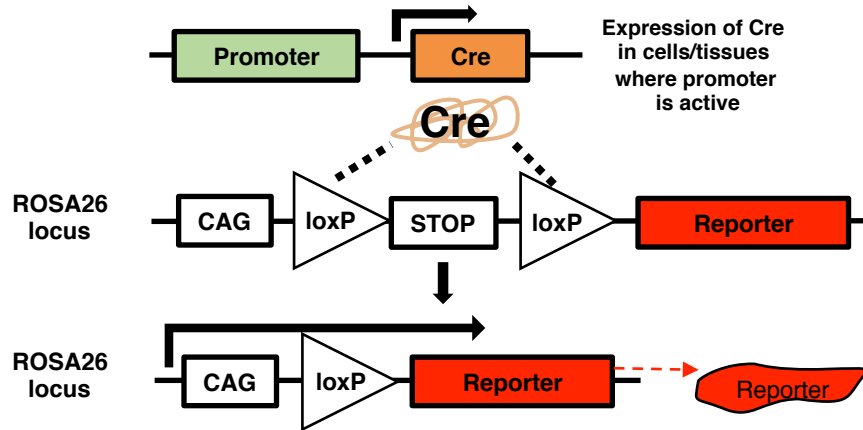 Promoter
Cre
Expression of Cre
in cells/tissues
where promoter
is active
Cre
ROSA26
locus
CAG
loxP
STOP
loxP
Reporter
ROSA26
locus
CAG
loxP
Reporter
Reporter